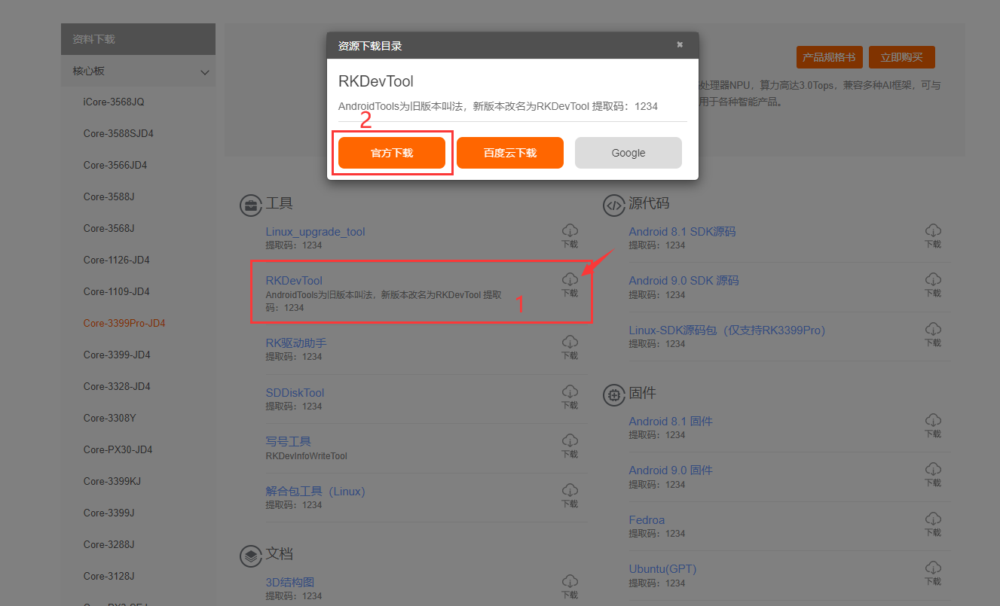 资料下载
核心板
iCore-3568JQ
Core-3588SJD4
Core-3566JD4
Core-3588J
Core-3568J
Core-1126-JD4
Core-1109-JD4
Core-3399Pro-JD4
Core-3399-JD4
Core-3328-JD4
Core-3308Y
Core-PX30-JD4
Core-3399KJ
Core-3399J
Core-3288J
Core-3128J
产品规格书
立即购买
处理器NPU，算力高达3.0Tops，兼容多种AI框架，可与
用于各种智能产品。
资源下载目录
×
RKDevTool
AndroidTools为旧版本叫法，新版本改名为RKDevTool 提取码：1234
2
官方下载
百度云下载
Google
工具
Linux_upgrade_tool
提取码：1234
下载
RKDevTool
AndroidTools为旧版本叫法，新版本改名为RKDevTool 提取
码：1234
下载
1
RK驱动助手
提取码：1234
下载
SDDiskTool
提取码：1234
下载
写号工具
RKDevInfoWriteTool
下载
解合包工具（Linux）
提取码：1234
下载
文档
3D结构图
提取码：1234
下载
源代码
Android 8.1 SDK源码
提取码：1234
下载
Android 9.0 SDK 源码
提取码：1234
下载
Linux-SDK源码包（仅支持RK3399Pro）
提取码：1234
下载
固件
Android 8.1 固件
提取码：1234
下载
Android 9.0 固件
提取码：1234
下载
Fedroa
提取码：1234
下载
Ubuntu(GPT)
提取码：1234
下载